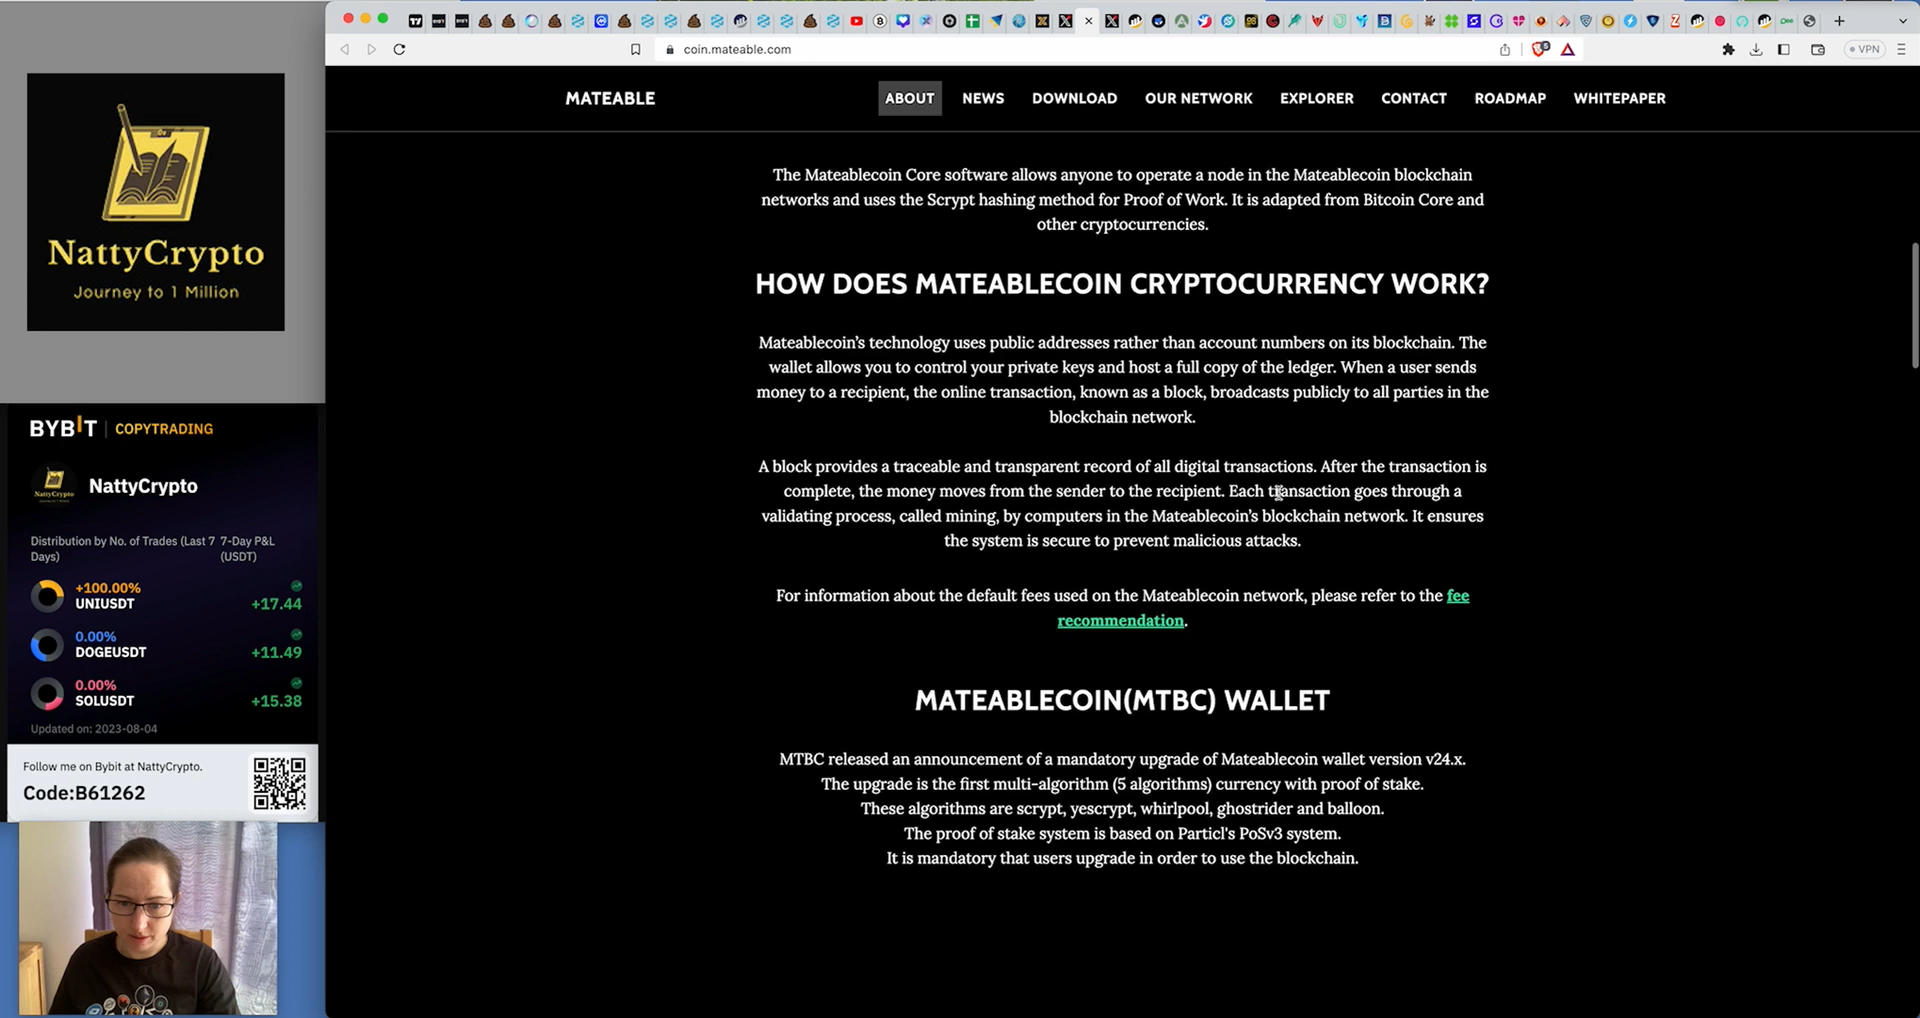 NattyCrypto
Journey to 1 Million
BYBIT | COPYTRADING
NattyCrypto
Distribution by No. of Trades (Last 7 Days)
7-Day P&L (USDT)
+100.00%
UNIUSDT
+17.44
0.00%
DOGEUSDT
+11.49
0.00%
SOLUSDT
+15.38
Updated on: 2023-08-04
Follow me on Bybit at NattyCrypto.
Code:B61262
coin.mateable.com
VPN
MATEABLE
ABOUT
NEWS
DOWNLOAD
OUR NETWORK
EXPLORER
CONTACT
ROADMAP
WHITEPAPER
The Mateablecoin Core software allows anyone to operate a node in the Mateablecoin blockchain
networks and uses the Scrypt hashing method for Proof of Work. It is adapted from Bitcoin Core and
other cryptocurrencies.
HOW DOES MATEABLECOIN CRYPTOCURRENCY WORK?
Mateablecoin’s technology uses public addresses rather than account numbers on its blockchain. The
wallet allows you to control your private keys and host a full copy of the ledger. When a user sends
money to a recipient, the online transaction, known as a block, broadcasts publicly to all parties in the
blockchain network.
A block provides a traceable and transparent record of all digital transactions. After the transaction is
complete, the money moves from the sender to the recipient. Each transaction goes through a
validating process, called mining, by computers in the Mateablecoin’s blockchain network. It ensures
the system is secure to prevent malicious attacks.
For information about the default fees used on the Mateablecoin network, please refer to the fee
recommendation.
MATEABLECOIN(MTBC) WALLET
MTBC released an announcement of a mandatory upgrade of Mateablecoin wallet version v24.x.
The upgrade is the first multi-algorithm (5 algorithms) currency with proof of stake.
These algorithms are scrypt, yescrypt, whirlpool, ghostrider and balloon.
The proof of stake system is based on Particl's PoSv3 system.
It is mandatory that users upgrade in order to use the blockchain.